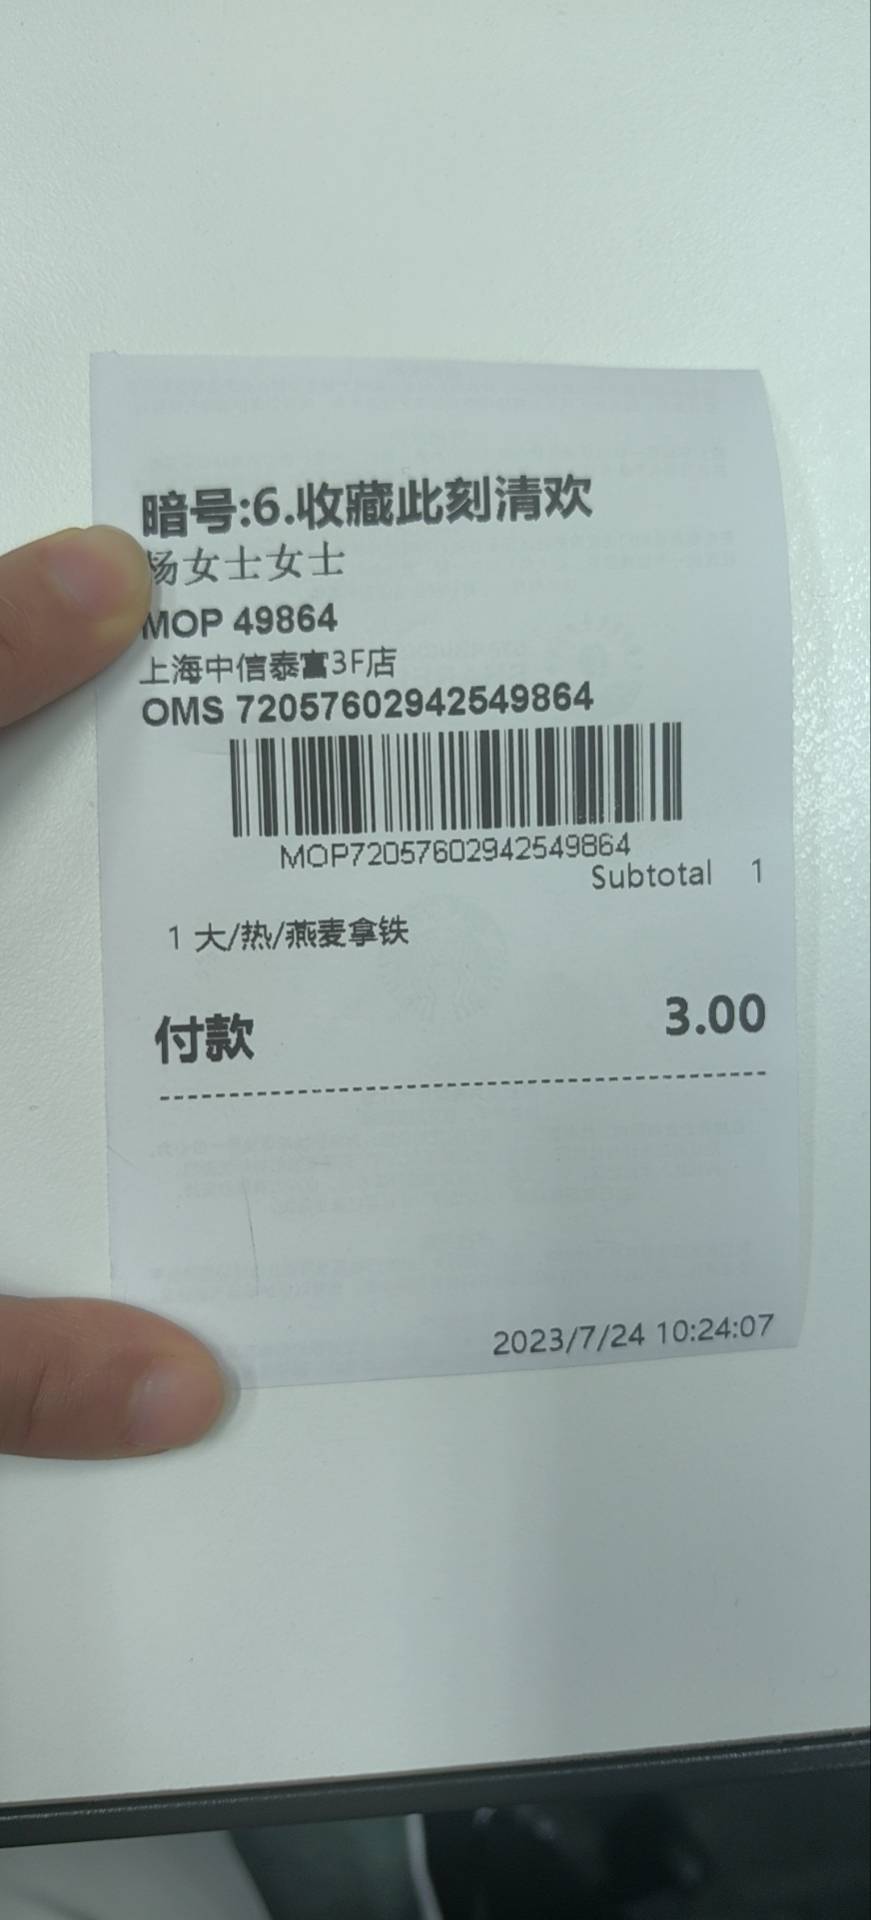 暗号:6.收藏此刻清欢
杨女士女士
MOP 49864
上海中信泰富3F店
OMS 72057602942549864
MOP72057602942549864
Subtotal 1
1 大/热/燕麦拿铁
付款 3.00
2023/7/24 10:24:07